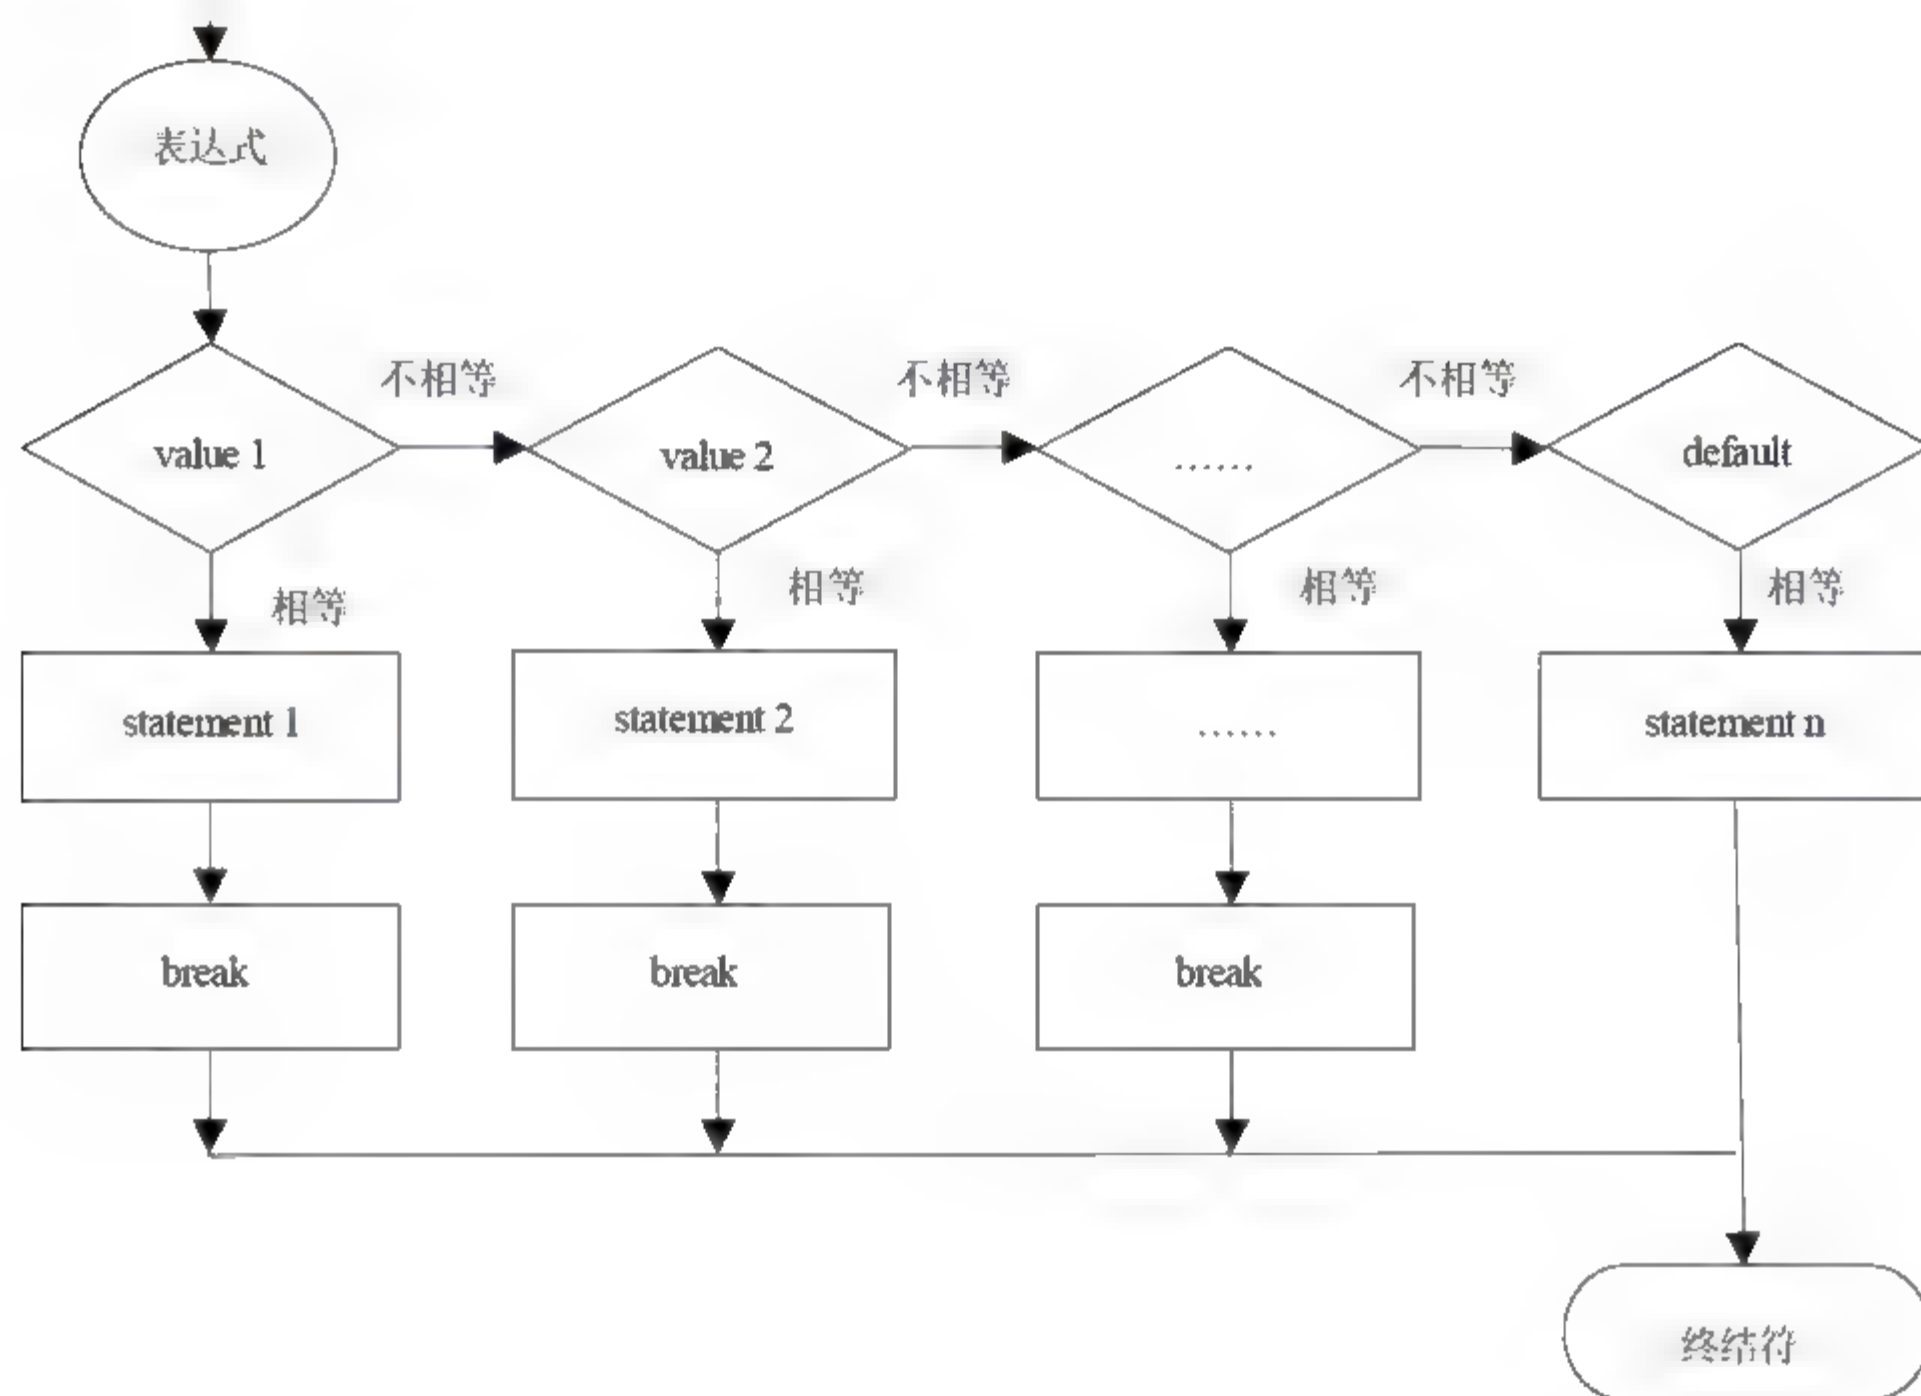 表达式
不相等
不相等
不相等
value 1
value 2
......
default
相等
相等
相等
相等
statement 1
statement 2
......
statement n
break
break
break
终结符